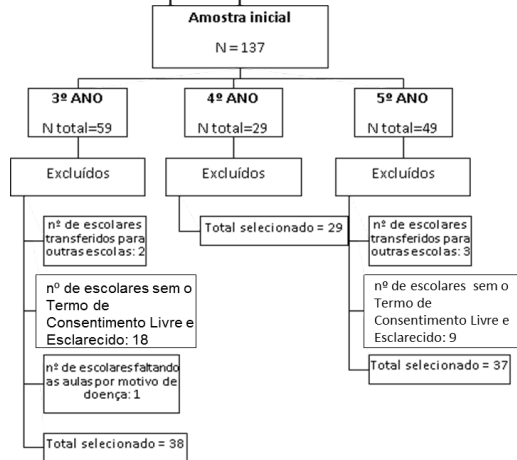 Amostra inicial
N = 137
3º ANO
N total=59
4º ANO
N total=29
5º ANO
N total=49
Excluídos
Excluídos
Excluídos
nº de escolares
transferidos para
outras escolas: 2
nº de escolares sem o
Termo de
Consentimento Livre e
Esclarecido: 18
nº de escolares faltando
as aulas por motivo de
doença: 1
Total selecionado = 38
Total selecionado = 29
nº de escolares
transferidos para
outras escolas: 3
nº de escolares sem o
Termo de
Consentimento Livre e
Esclarecido: 9
Total selecionado = 37